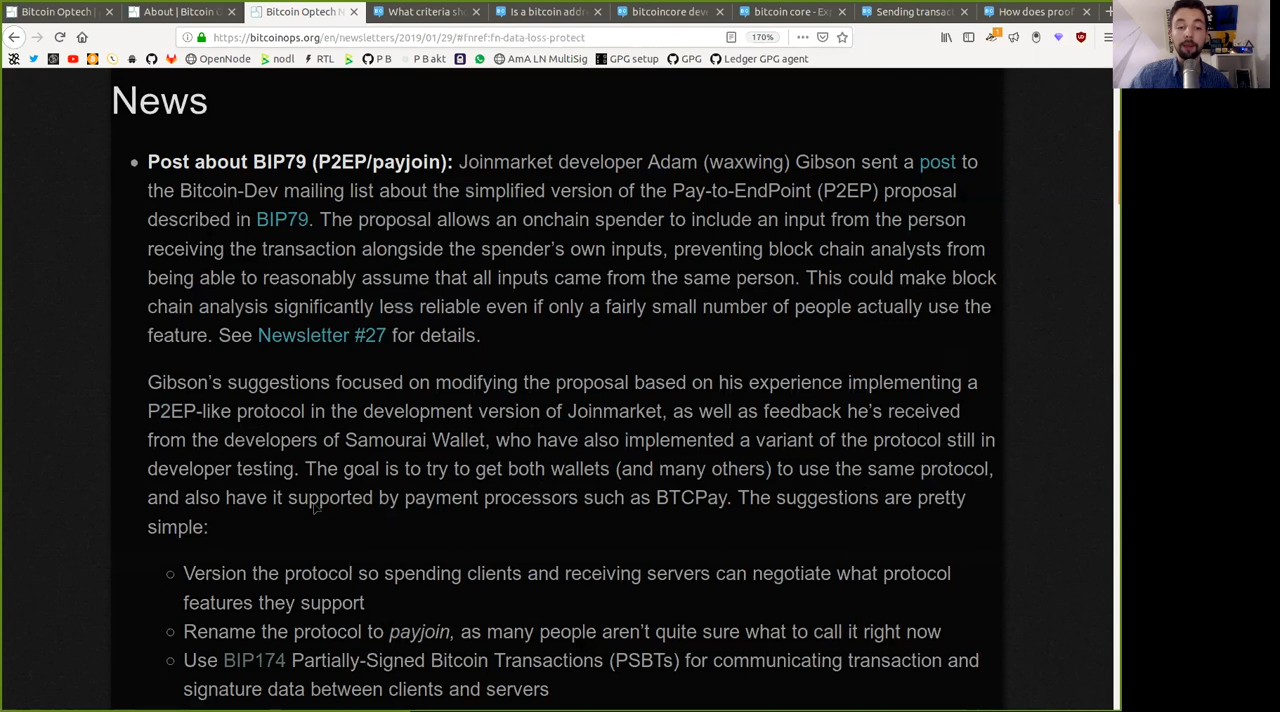 Bitcoin Optech
About | Bitcoin O
Bitcoin Optech N
What criteria sh
Is a bitcoin addr
bitcoincore dev
bitcoin core - Ex
Sending transac
How does proof
https://bitcoinops.org/en/newsletters/2019/01/29/#fnref:fn-data-loss-protect
170%
OpenNode
nodl
RTL
P B
P B akt
AmA LN MultiSig
GPG setup
GPG
Ledger GPG agent
News
Post about BIP79 (P2EP/payjoin): Joinmarket developer Adam (waxwing) Gibson sent a post to
the Bitcoin-Dev mailing list about the simplified version of the Pay-to-EndPoint (P2EP) proposal
described in BIP79. The proposal allows an onchain spender to include an input from the person
receiving the transaction alongside the spender's own inputs, preventing block chain analysts from
being able to reasonably assume that all inputs came from the same person. This could make block
chain analysis significantly less reliable even if only a fairly small number of people actually use the
feature. See Newsletter #27 for details.
Gibson's suggestions focused on modifying the proposal based on his experience implementing a
P2EP-like protocol in the development version of Joinmarket, as well as feedback he's received
from the developers of Samourai Wallet, who have also implemented a variant of the protocol still in
developer testing. The goal is to try to get both wallets (and many others) to use the same protocol,
and also have it supported by payment processors such as BTCPay. The suggestions are pretty
simple:
Version the protocol so spending clients and receiving servers can negotiate what protocol
features they support
Rename the protocol to payjoin, as many people aren't quite sure what to call it right now
Use BIP174 Partially-Signed Bitcoin Transactions (PSBTs) for communicating transaction and
signature data between clients and servers